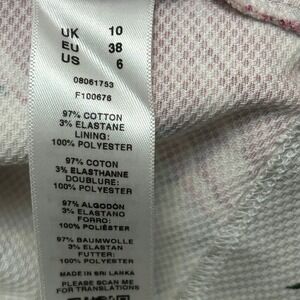 UK 10
EU 38
US 6
08061753
F100676
97% COTTON
3% ELASTANE
LINING:
100% POLYESTER
97% COTON
3% ELASTHANNE
DOUBLURE:
100% POLYESTER
97% ALGODÓN
3% ELASTANO
FORRO:
100% POLIÉSTER
97% BAUMWOLLE
3% ELASTAN
FUTTER:
100% POLYESTER
MADE IN SRI LANKA
PLEASE SCAN ME
FOR TRANSLATIONS